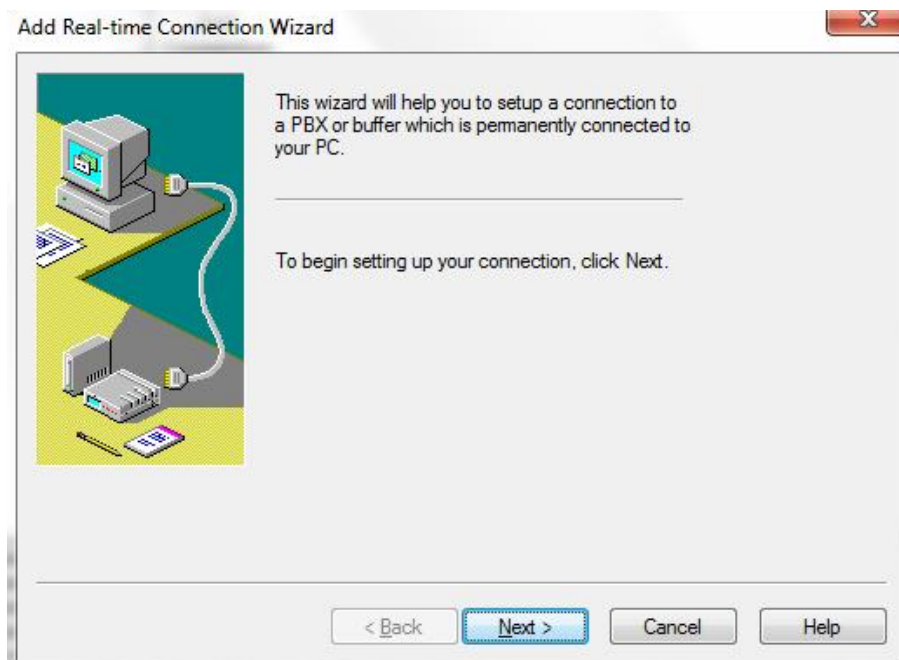 Add Real-time Connection Wizard
This wizard will help you to setup a connection to
a PBX or buffer which is permanently connected to
your PC.
To begin setting up your connection, click Next.
< Back
Next >
Cancel
Help